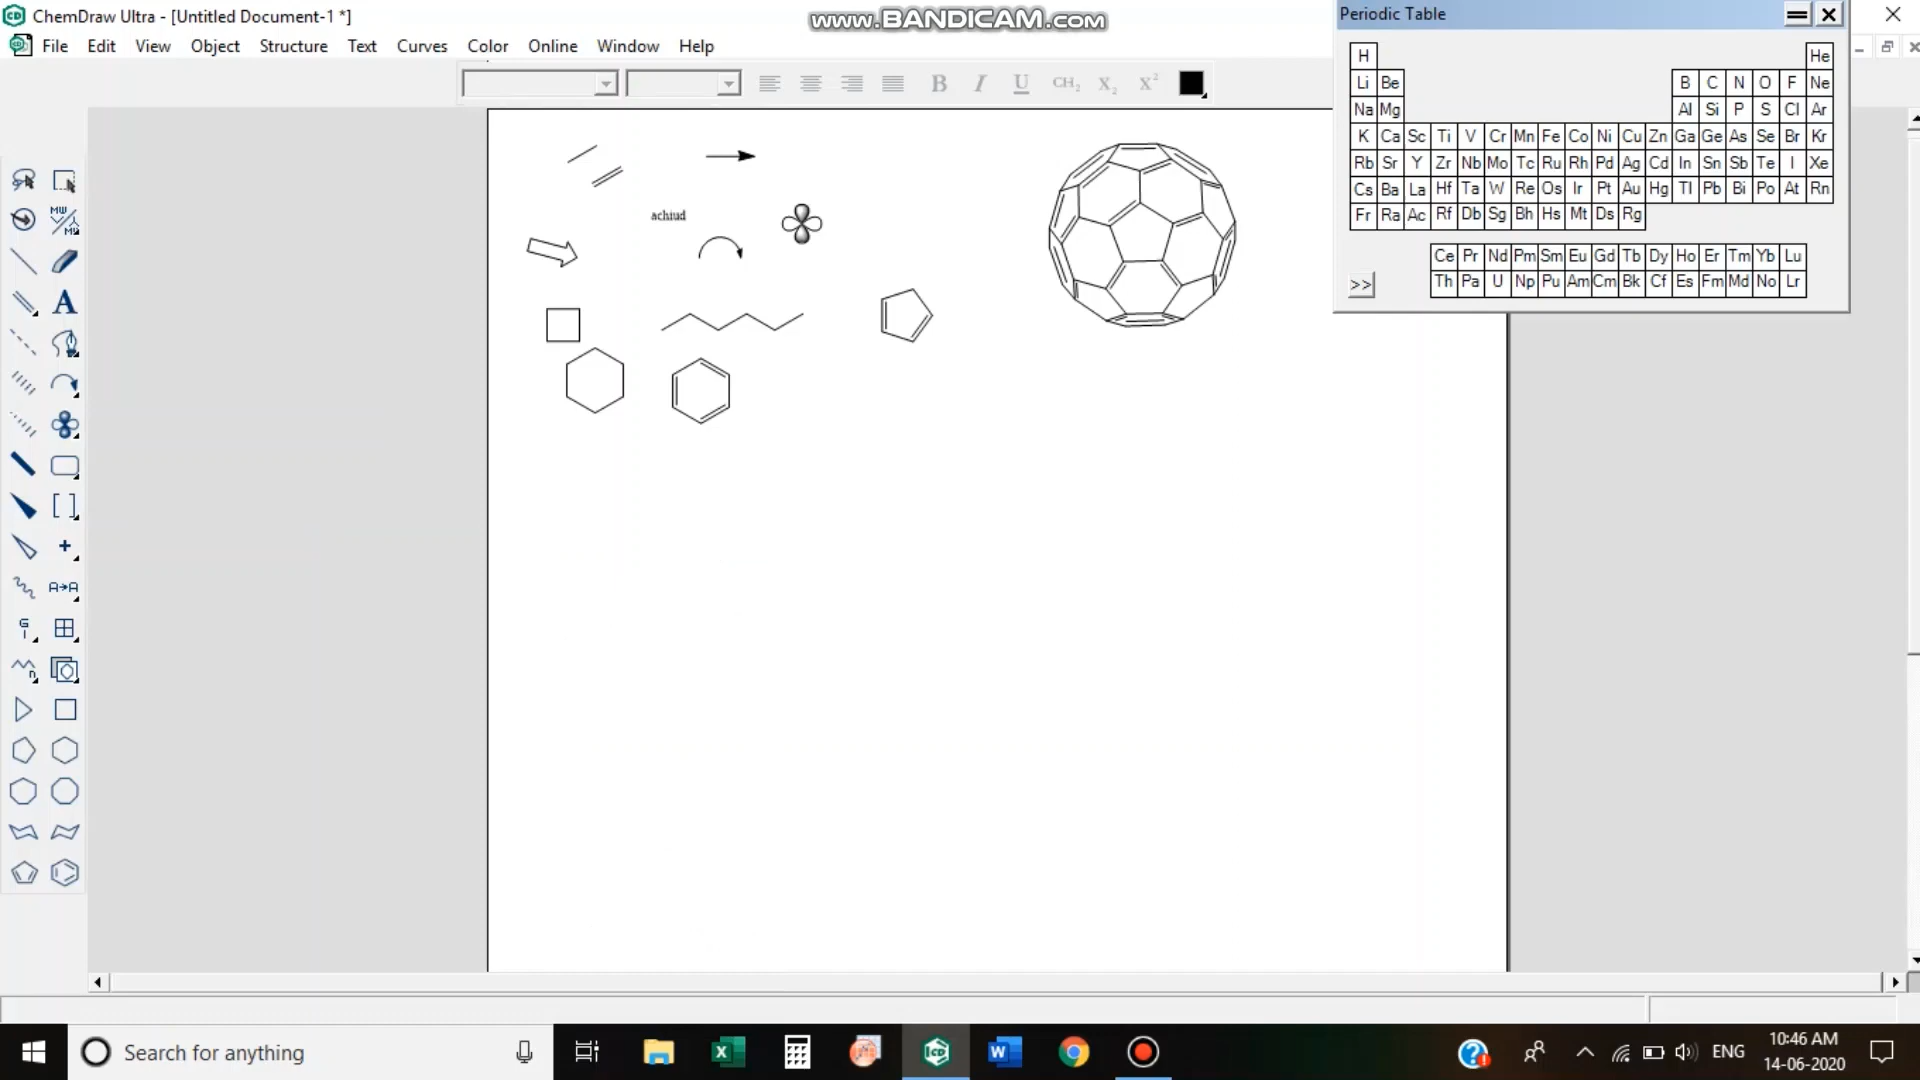 ChemDraw Ultra - [Untitled Document-1 *]
www.BANDICAM.com
Periodic Table
File Edit View Object Structure Text Curves Color Online Window Help
B I U CH2 X2 X2
H He
Li Be B C N O F Ne
Na Mg Al Si P S Cl Ar
K Ca Sc Ti V Cr Mn Fe Co Ni Cu Zn Ga Ge As Se Br Kr
Rb Sr Y Zr Nb Mo Tc Ru Rh Pd Ag Cd In Sn Sb Te I Xe
Cs Ba La Hf Ta W Re Os Ir Pt Au Hg Tl Pb Bi Po At Rn
Fr Ra Ac Rf Db Sg Bh Hs Mt Ds Rg
Ce Pr Nd Pm Sm Eu Gd Tb Dy Ho Er Tm Yb Lu
>> Th Pa U Np Pu Am Cm Bk Cf Es Fm Md No Lr
MW
A
achiud
[ ]
+
A→A
n
Search for anything
ENG
10:46 AM
14-06-2020